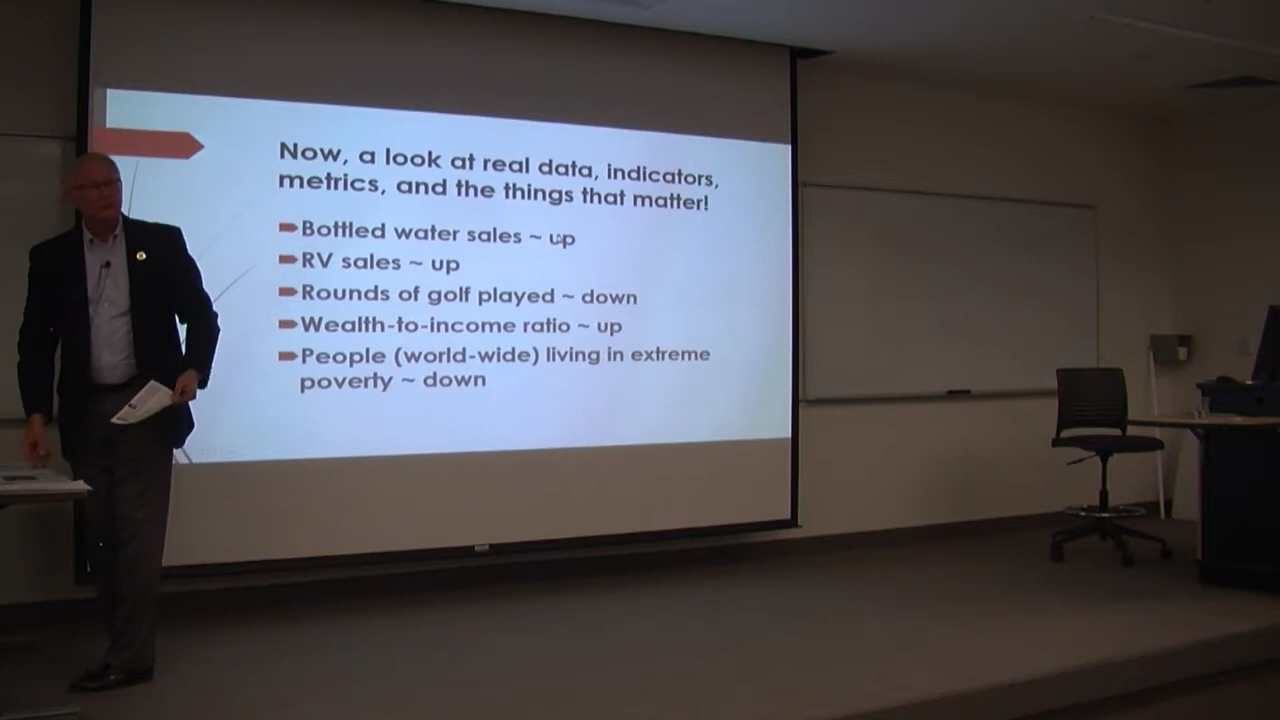 Now, a look at real data, indicators,
metrics, and the things that matter!
Bottled water sales ~ up
RV sales ~ up
Rounds of golf played ~ down
Wealth-to-income ratio ~ up
People (world-wide) living in extreme
poverty ~ down